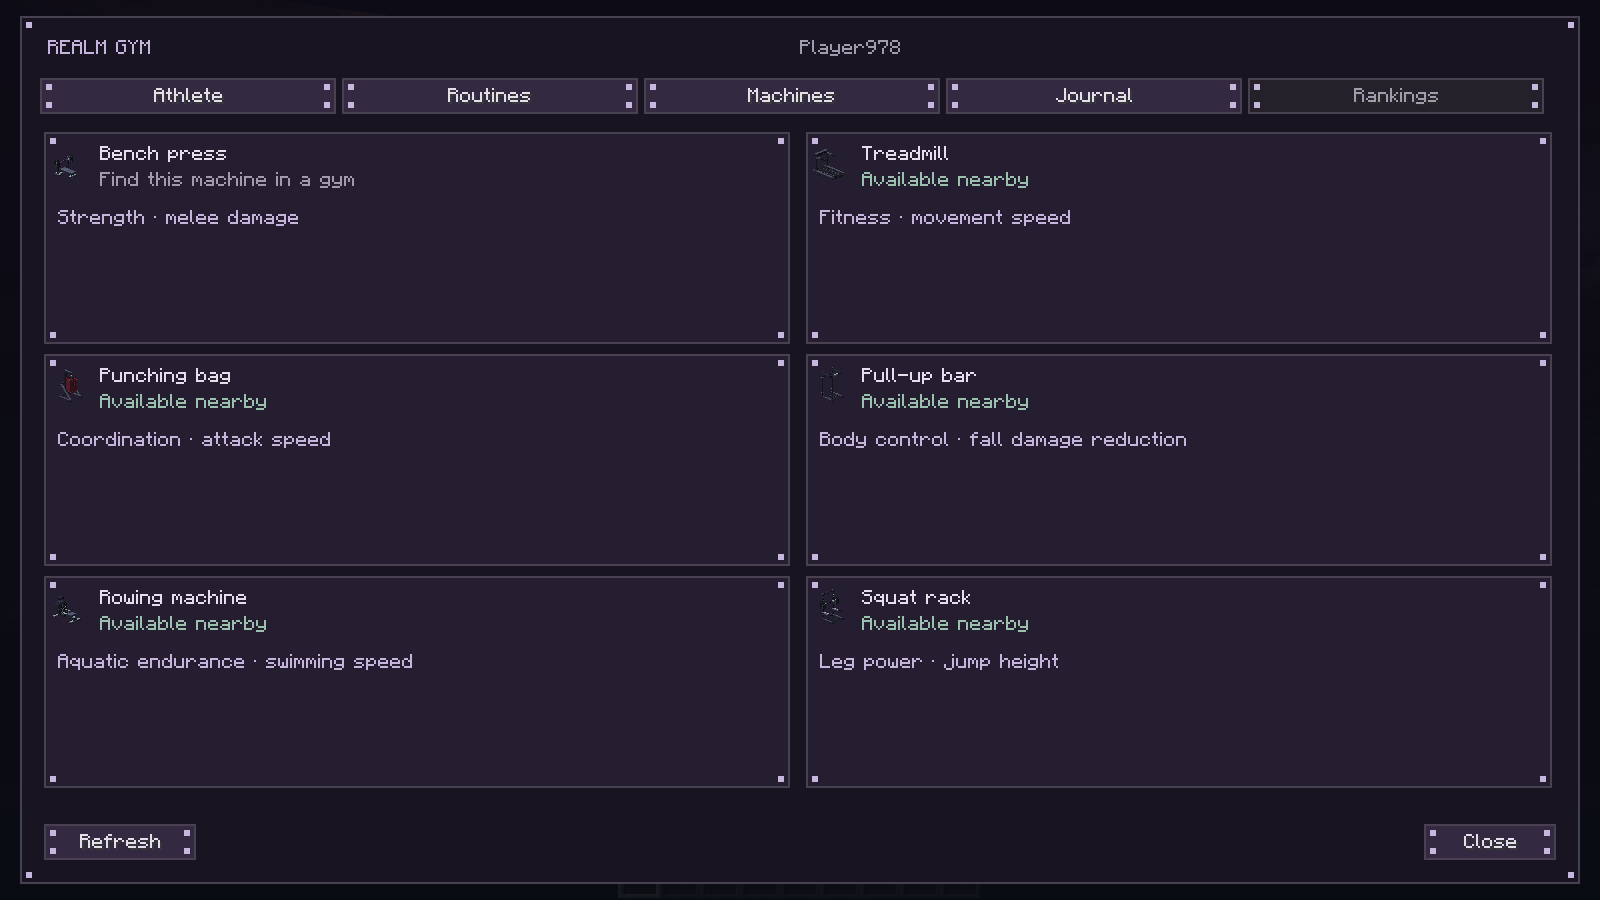 REALM GYM
Player978
Athlete
Routines
Machines
Journal
Rankings
Bench press
Find this machine in a gym
Strength · melee damage
Treadmill
Available nearby
Fitness · movement speed
Punching bag
Available nearby
Coordination · attack speed
Pull-up bar
Available nearby
Body control · fall damage reduction
Rowing machine
Available nearby
Aquatic endurance · swimming speed
Squat rack
Available nearby
Leg power · jump height
Refresh
Close